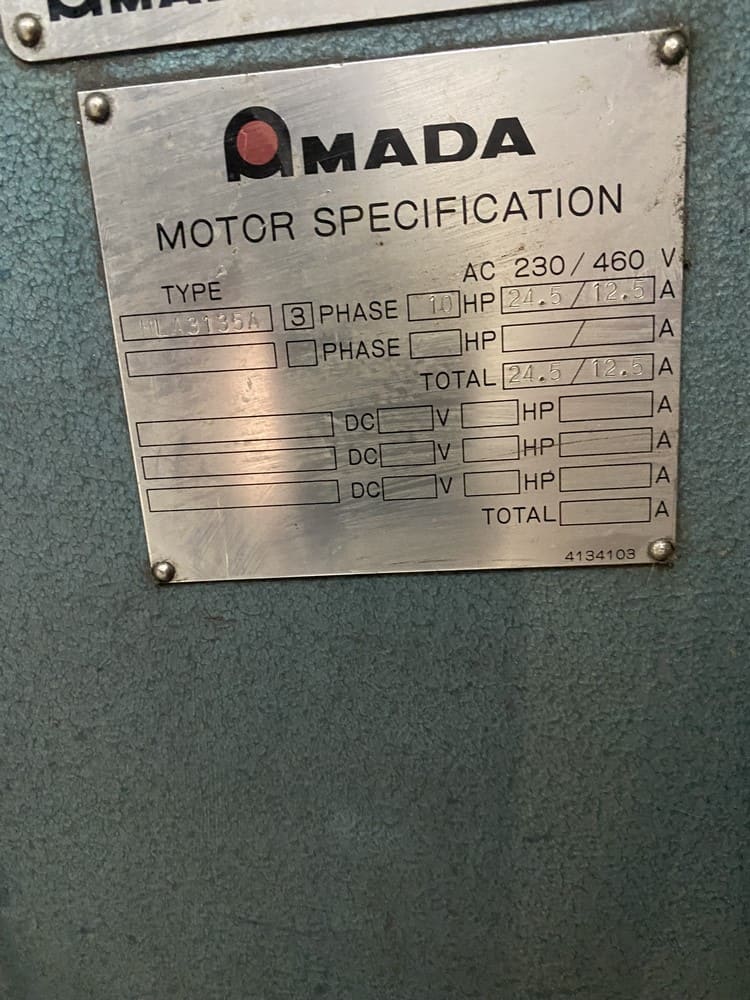 AMADA
MOTOR SPECIFICATION
AC 230/460 V
TYPE
3 PHASE 10 HP 24.5/12.5 A
PHASE HP / A
TOTAL 24.5/12.5 A
DC V HP A
DC V HP A
DC V HP A
TOTAL A
4134103